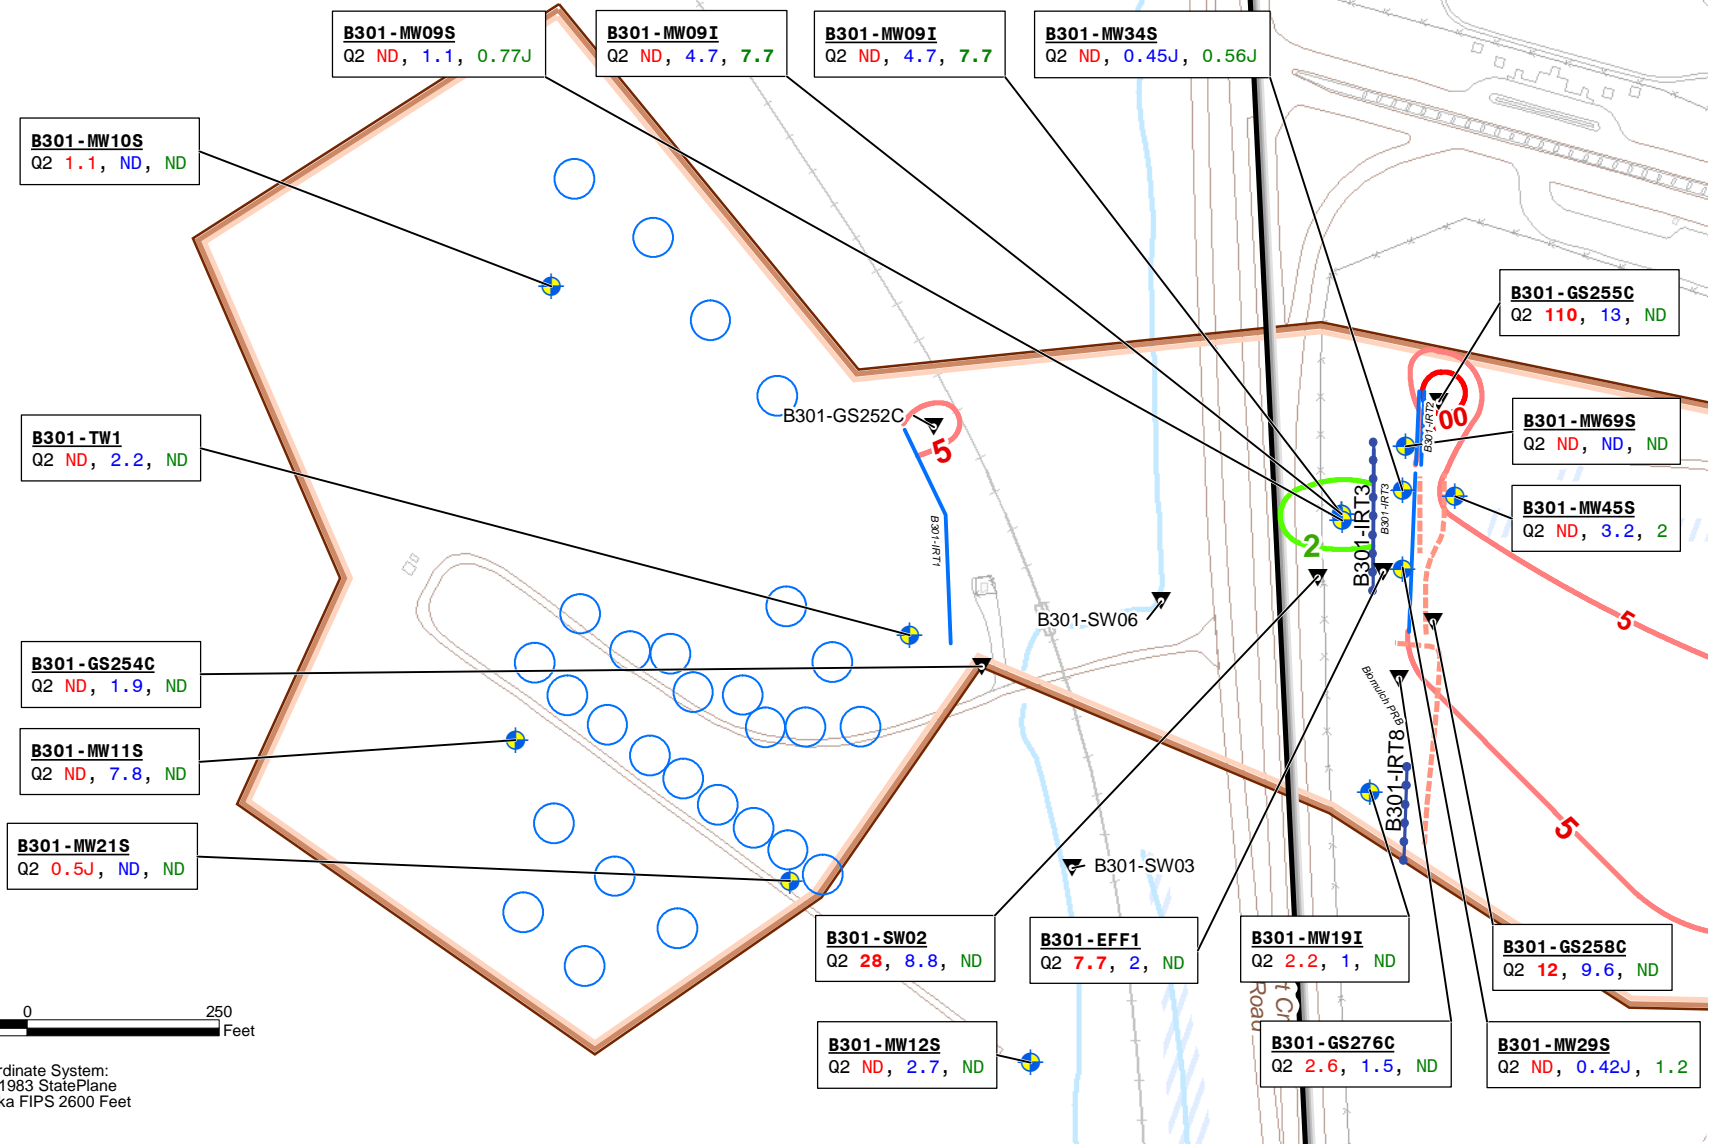 B301-MW09S
Q2 ND, 1.1, 0.77J
B301-MW09I
Q2 ND, 4.7, 7.7
B301-MW09I
Q2 ND, 4.7, 7.7
B301-MW34S
Q2 ND, 0.45J, 0.56J
B301-MW10S
Q2 1.1, ND, ND
B301-GS255C
Q2 110, 13, ND
B301-GS252C
5
00
B301-IRT2
B301-MW69S
Q2 ND, ND, ND
B301-TW1
Q2 ND, 2.2, ND
B301-IRT1
B301-IRT3
B301-IRT3
2
B301-MW45S
Q2 ND, 3.2, 2
B301-SW06
5
B301-GS254C
Q2 ND, 1.9, ND
Biomulch PRB
B301-MW11S
Q2 ND, 7.8, ND
B301-IRT8
5
B301-MW21S
Q2 0.5J, ND, ND
B301-SW03
B301-SW02
Q2 28, 8.8, ND
B301-EFF1
Q2 7.7, 2, ND
B301-MW19I
Q2 2.2, 1, ND
B301-GS258C
Q2 12, 9.6, ND
Road
t Cr
0 250
Feet
B301-MW12S
Q2 ND, 2.7, ND
B301-GS276C
Q2 2.6, 1.5, ND
B301-MW29S
Q2 ND, 0.42J, 1.2
rdinate System:
1983 StatePlane
ka FIPS 2600 Feet